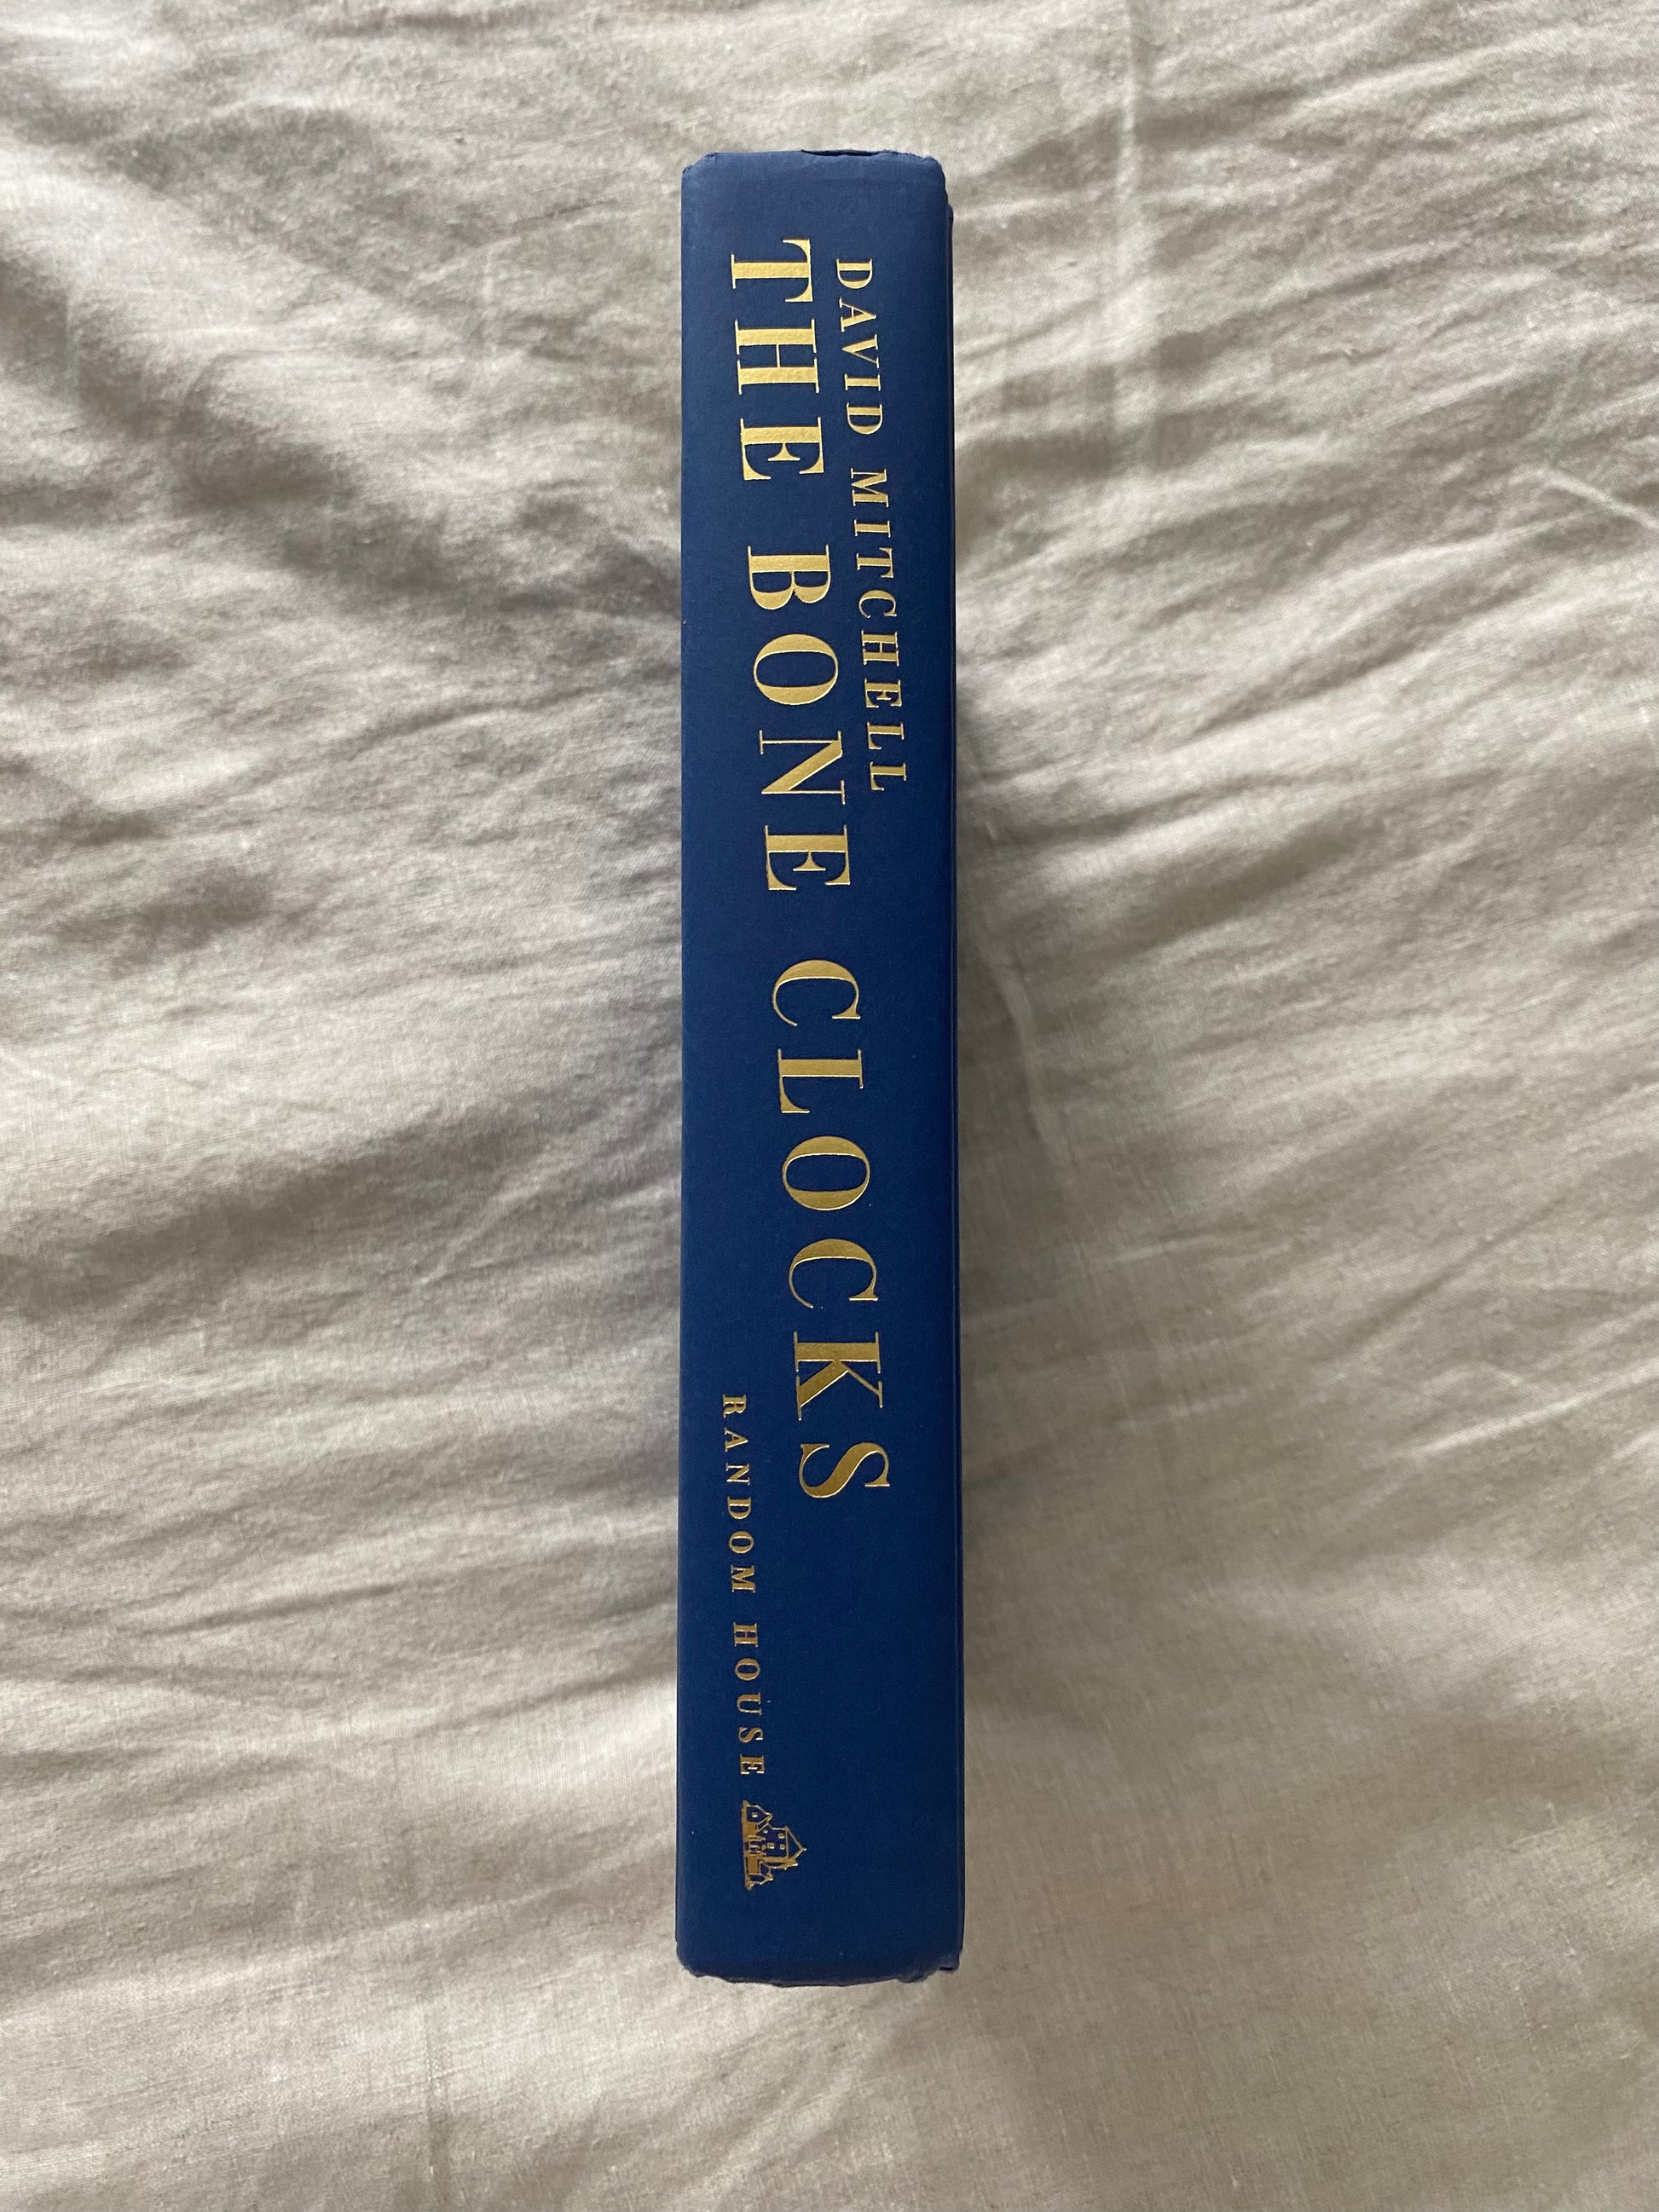 DAVID MITCHELL
THE BONE CLOCKS
RANDOM HOUSE